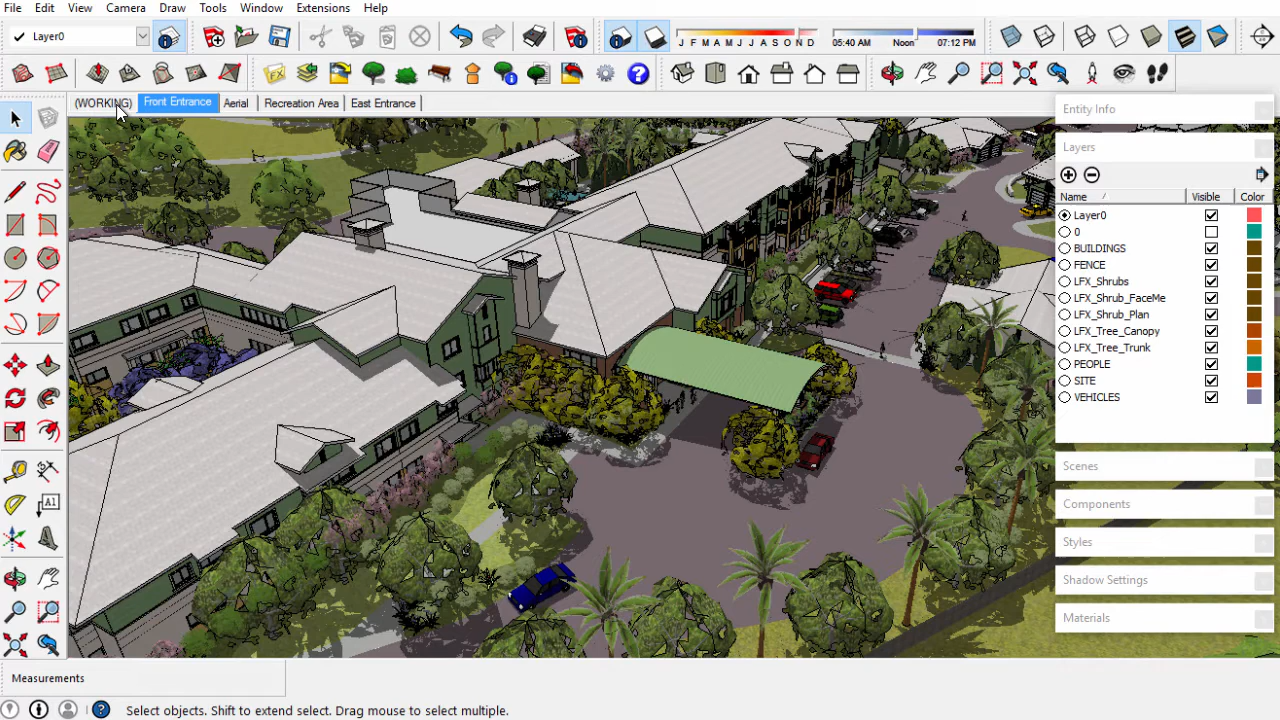 File Edit View Camera Draw Tools Window Extensions Help
Layer0
J F M A M J J A S O N D
05:40 AM Noon 07:12 PM
(WORKING) Front Entrance Aerial Recreation Area East Entrance
Entity Info
Layers
Name Visible Color
Layer0
0
BUILDINGS
FENCE
LFX_Shrubs
LFX_Shrub_FaceMe
LFX_Shrub_Plan
LFX_Tree_Canopy
LFX_Tree_Trunk
PEOPLE
SITE
VEHICLES
Scenes
Components
Styles
Shadow Settings
Materials
A1
Measurements
Select objects. Shift to extend select. Drag mouse to select multiple.